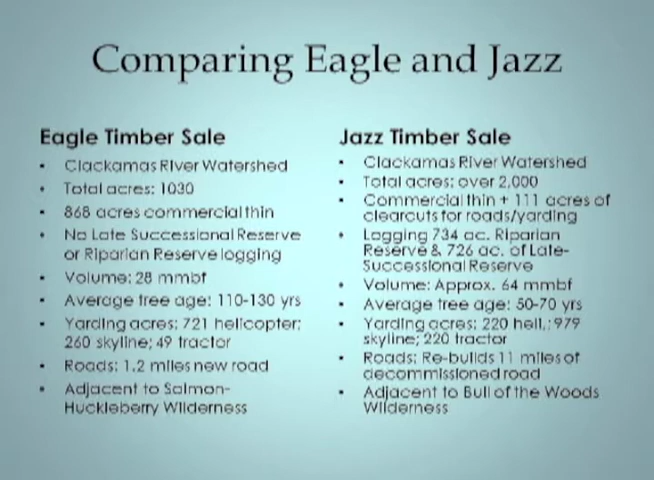 Comparing Eagle and Jazz
Eagle Timber Sale
• Clackamas River Watershed
• Total acres: 1030
• 868 acres commercial thin
• No Late Successional Reserve
or Riparian Reserve logging
• Volume: 28 mmbf
• Average tree age: 110-130 yrs
• Yarding acres: 721 helicopter;
260 skyline; 49 tractor
• Roads: 1.2 miles new road
• Adjacent to Salmon-
Huckleberry Wilderness
Jazz Timber Sale
• Clackamas River Watershed
• Total acres: over 2,000
• Commercial thin + 111 acres of
clearcuts for roads/yarding
• Logging 734 ac. Riparian
Reserve & 726 ac. of Late-
Successional Reserve
• Volume: Approx. 64 mmbf
• Average tree age: 50-70 yrs
• Yarding acres: 220 heli.; 979
skyline; 220 tractor
• Roads: Re-builds 11 miles of
decommissioned road
• Adjacent to Bull of the Woods
Wilderness